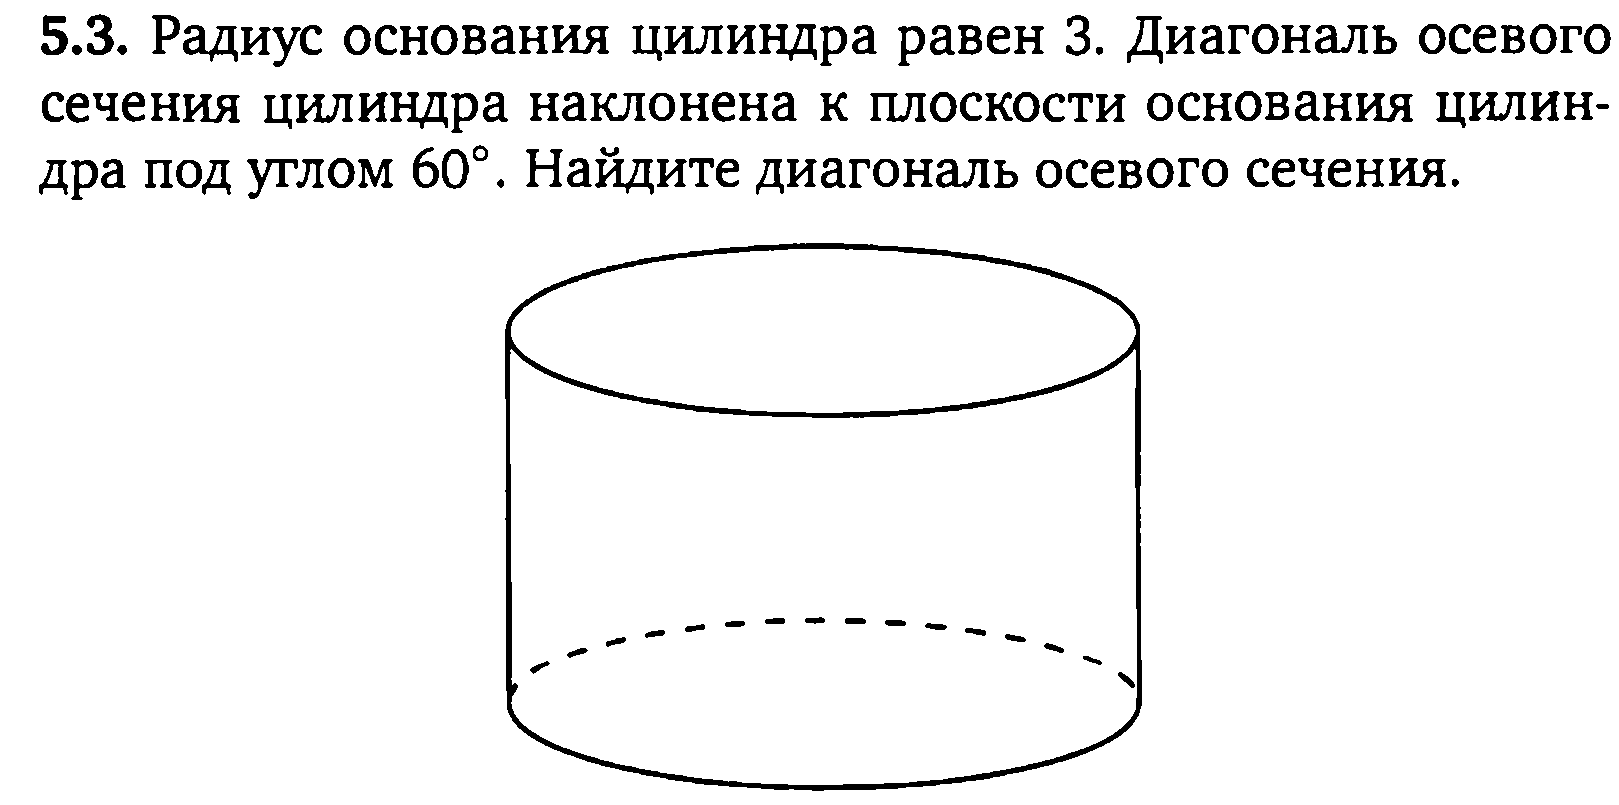 5.3. Радиус основания цилиндра равен 3. Диагональ осевого
сечения цилиндра наклонена к плоскости основания цилин-
дра под углом 60°. Найдите диагональ осевого сечения.